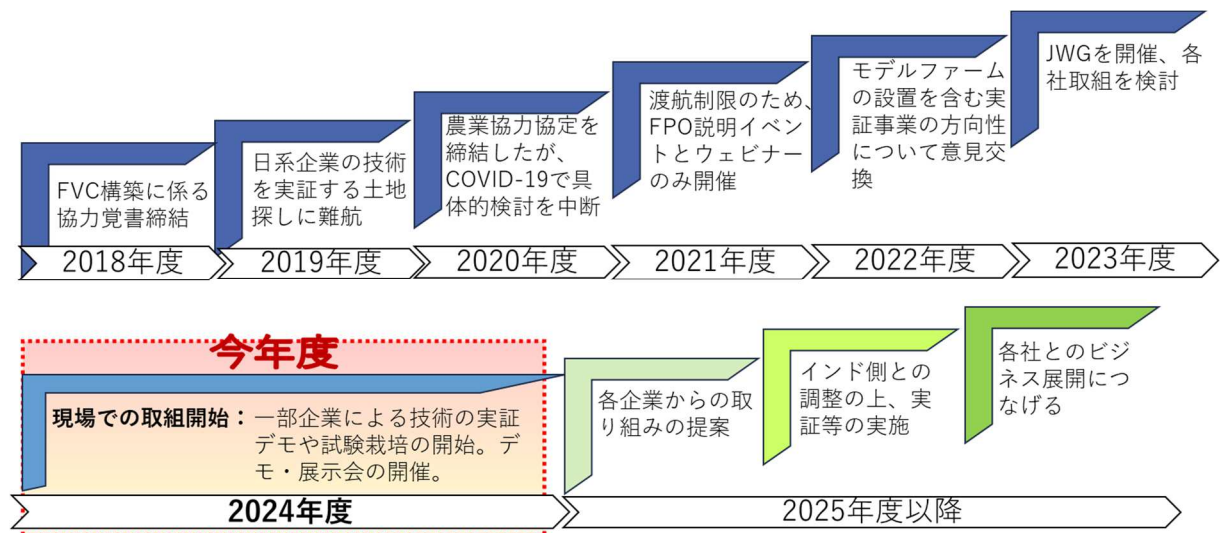 FVC構築に係る
協力覚書締結
2018年度
日系企業の技術
を実証する土地
探しに難航
2019年度
農業協力協定を
締結したが、
COVID-19で具
体的検討を中断
2020年度
渡航制限のため、
FPO説明イベン
トとウェビナー
のみ開催
2021年度
モデルファーム
の設置を含む実
証事業の方向性
について意見交
換
2022年度
JWGを開催、各
社取組を検討
2023年度
今年度
現場での取組開始：一部企業による技術の実証
デモや試験栽培の開始。デ
モ・展示会の開催。
2024年度
各企業からの取
り組みの提案
インド側との
調整の上、実
証等の実施
各社とのビジ
ネス展開につ
なげる
2025年度以降